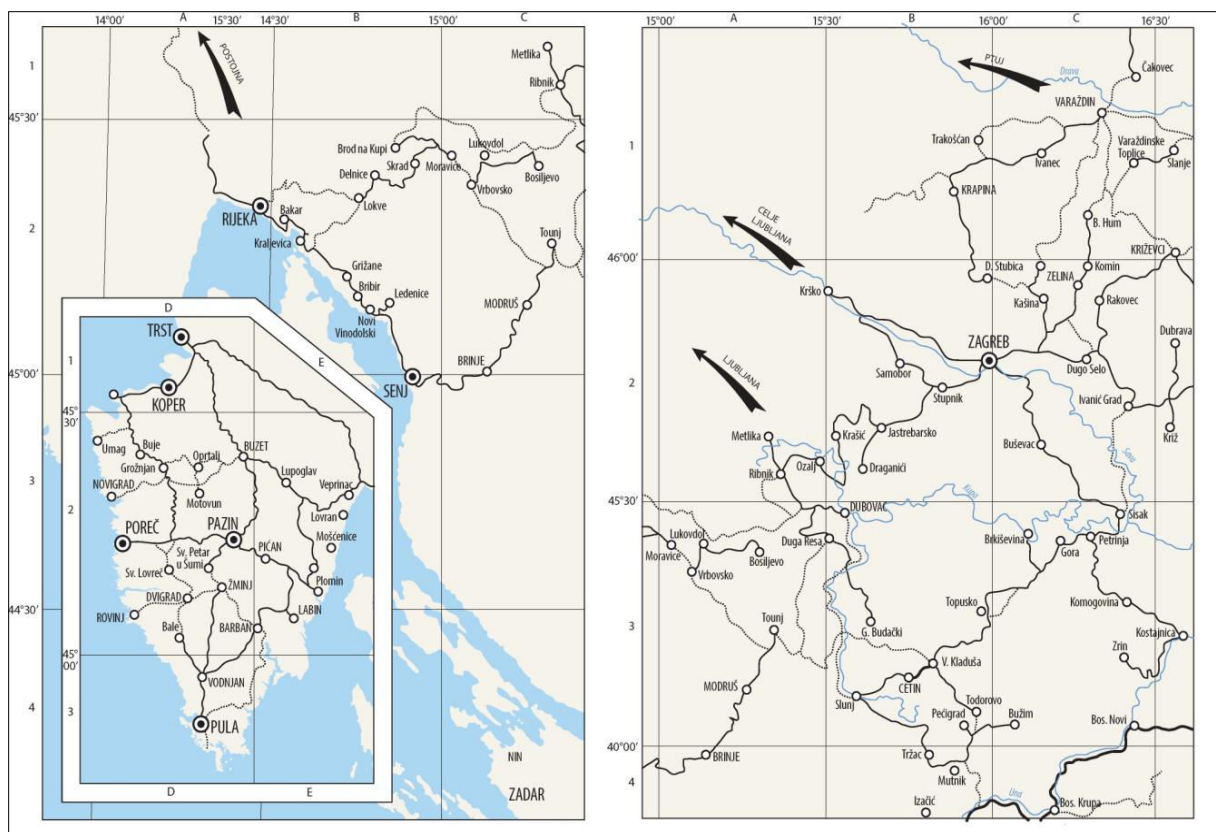 14°00'
A
15°30'
14°30'
B
15°00'
C
1
POSTOJNA
Metlika
Ribnik
45°30'
Brod na Kupi
Lukovdol
Skrad
Moravice
Delnice
Bosiljevo
Vrbovsko
Lokve
RIJEKA
Bakar
2
Kraljevica
Tounj
Grižane
Bribir
Ledenice
MODRUŠ
Novi
Vinodolski
BRINJE
45°00'
SENJ
D
E
TRST
1
KOPER
45°
30'
Umag
Buje
Oprtalj
BUZET
Grožnjan
Lupoglav
3
NOVIGRAD
Motovun
Veprinac
2
Lovran
POREČ
PAZIN
Mošćenice
Sv. Petar
u Šumi
PIĆAN
Sv. Lovreč
Plomin
ŽMINJ
44°30'
DVIGRAD
ROVINJ
LABIN
Bale
BARBAN
45°
00'
VODNJAN
4
3
PULA
NIN
ZADAR
D
E
15°00'
A
15°30'
B
16°00'
C
16°30'
PTUJ
Drava
Čakovec
VARAŽDIN
1
Trakošćan
Varaždinske
Toplice
Ivanec
Slanje
KRAPINA
CELJE
LJUBLJANA
B. Hum
KRIŽEVCI
46°00'
D. Stubica
ZELINA
Komin
Krško
Kašina
Rakovec
Dubrava
ZAGREB
LJUBLJANA
2
Samobor
Dugo Selo
Stupnik
Ivanić Grad
Metlika
Krašić
Jastrebarsko
Križ
Buševac
Sava
Ozalj
Draganići
Ribnik
Kupa
45°30'
DUBOVAC
Sisak
Lukovdol
Duga Resa
Brkiševina
Moravice
Bosiljevo
Gora
Petrinja
Vrbovsko
Topusko
Komogovina
3
Tounj
G. Budački
Kostajnica
Zrin
V. Kladuša
MODRUŠ
CETIN
Slunj
Todorovo
Pećigrad
Bužim
Bos. Novi
40°00'
BRINJE
Tržac
4
Mutnik
Una
Izačić
Bos. Krupa